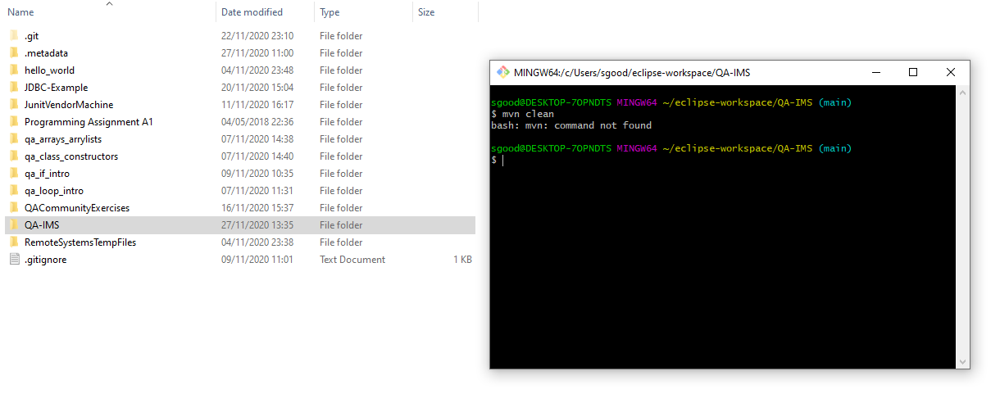 Name Date modified Type Size
.git 22/11/2020 23:10 File folder
.metadata 27/11/2020 11:00 File folder
hello_world 04/11/2020 23:48 File folder
JDBC-Example 20/11/2020 15:04 File folder
JunitVendorMachine 11/11/2020 16:17 File folder
Programming Assignment A1 04/05/2018 22:36 File folder
qa_arrays_arrylists 07/11/2020 14:38 File folder
qa_class_constructors 07/11/2020 14:40 File folder
qa_if_intro 09/11/2020 10:35 File folder
qa_loop_intro 07/11/2020 11:31 File folder
QACommunityExercises 16/11/2020 15:37 File folder
QA-IMS 27/11/2020 13:35 File folder
RemoteSystemsTempFiles 04/11/2020 23:38 File folder
.gitignore 09/11/2020 11:01 Text Document 1 KB
MINGW64:/c/Users/sgood/eclipse-workspace/QA-IMS
sgood@DESKTOP-7OPNDTS MINGW64 ~/eclipse-workspace/QA-IMS (main)
$ mvn clean
bash: mvn: command not found
sgood@DESKTOP-7OPNDTS MINGW64 ~/eclipse-workspace/QA-IMS (main)
$